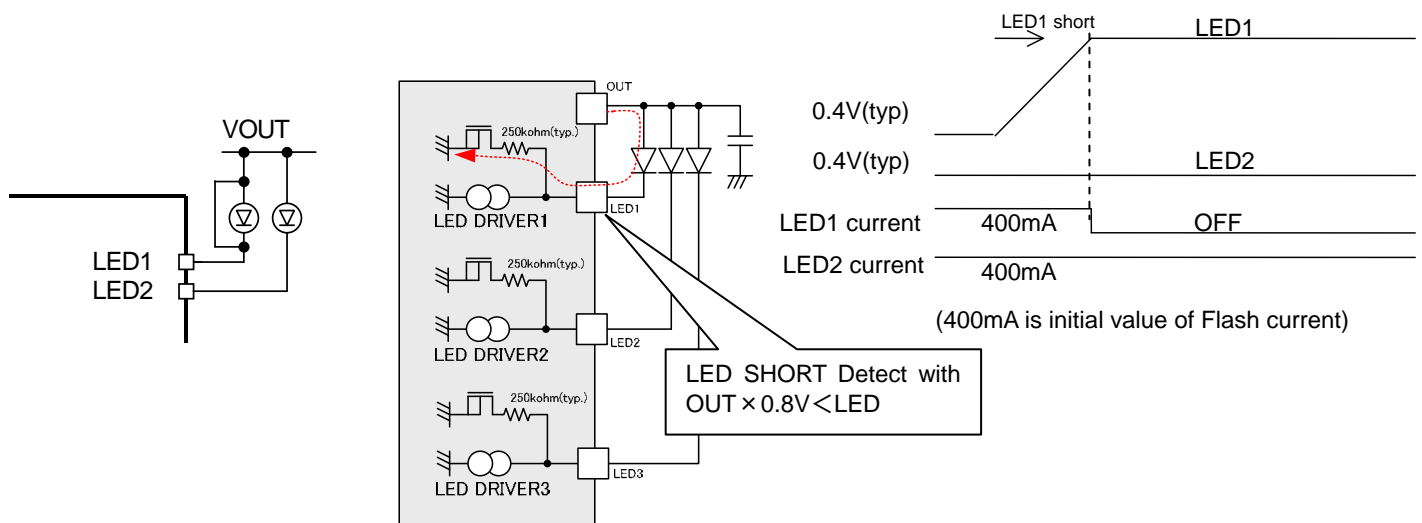 VOUT
LED1
LED2
OUT
250kohm(typ.)
LED1
LED DRIVER1
250kohm(typ.)
LED2
LED DRIVER2
250kohm(typ.)
LED3
LED DRIVER3
LED SHORT Detect with
OUT×0.8V＜LED
LED1 short
LED1
0.4V(typ)
0.4V(typ)
LED2
LED1 current 400mA OFF
LED2 current 400mA
(400mA is initial value of Flash current)